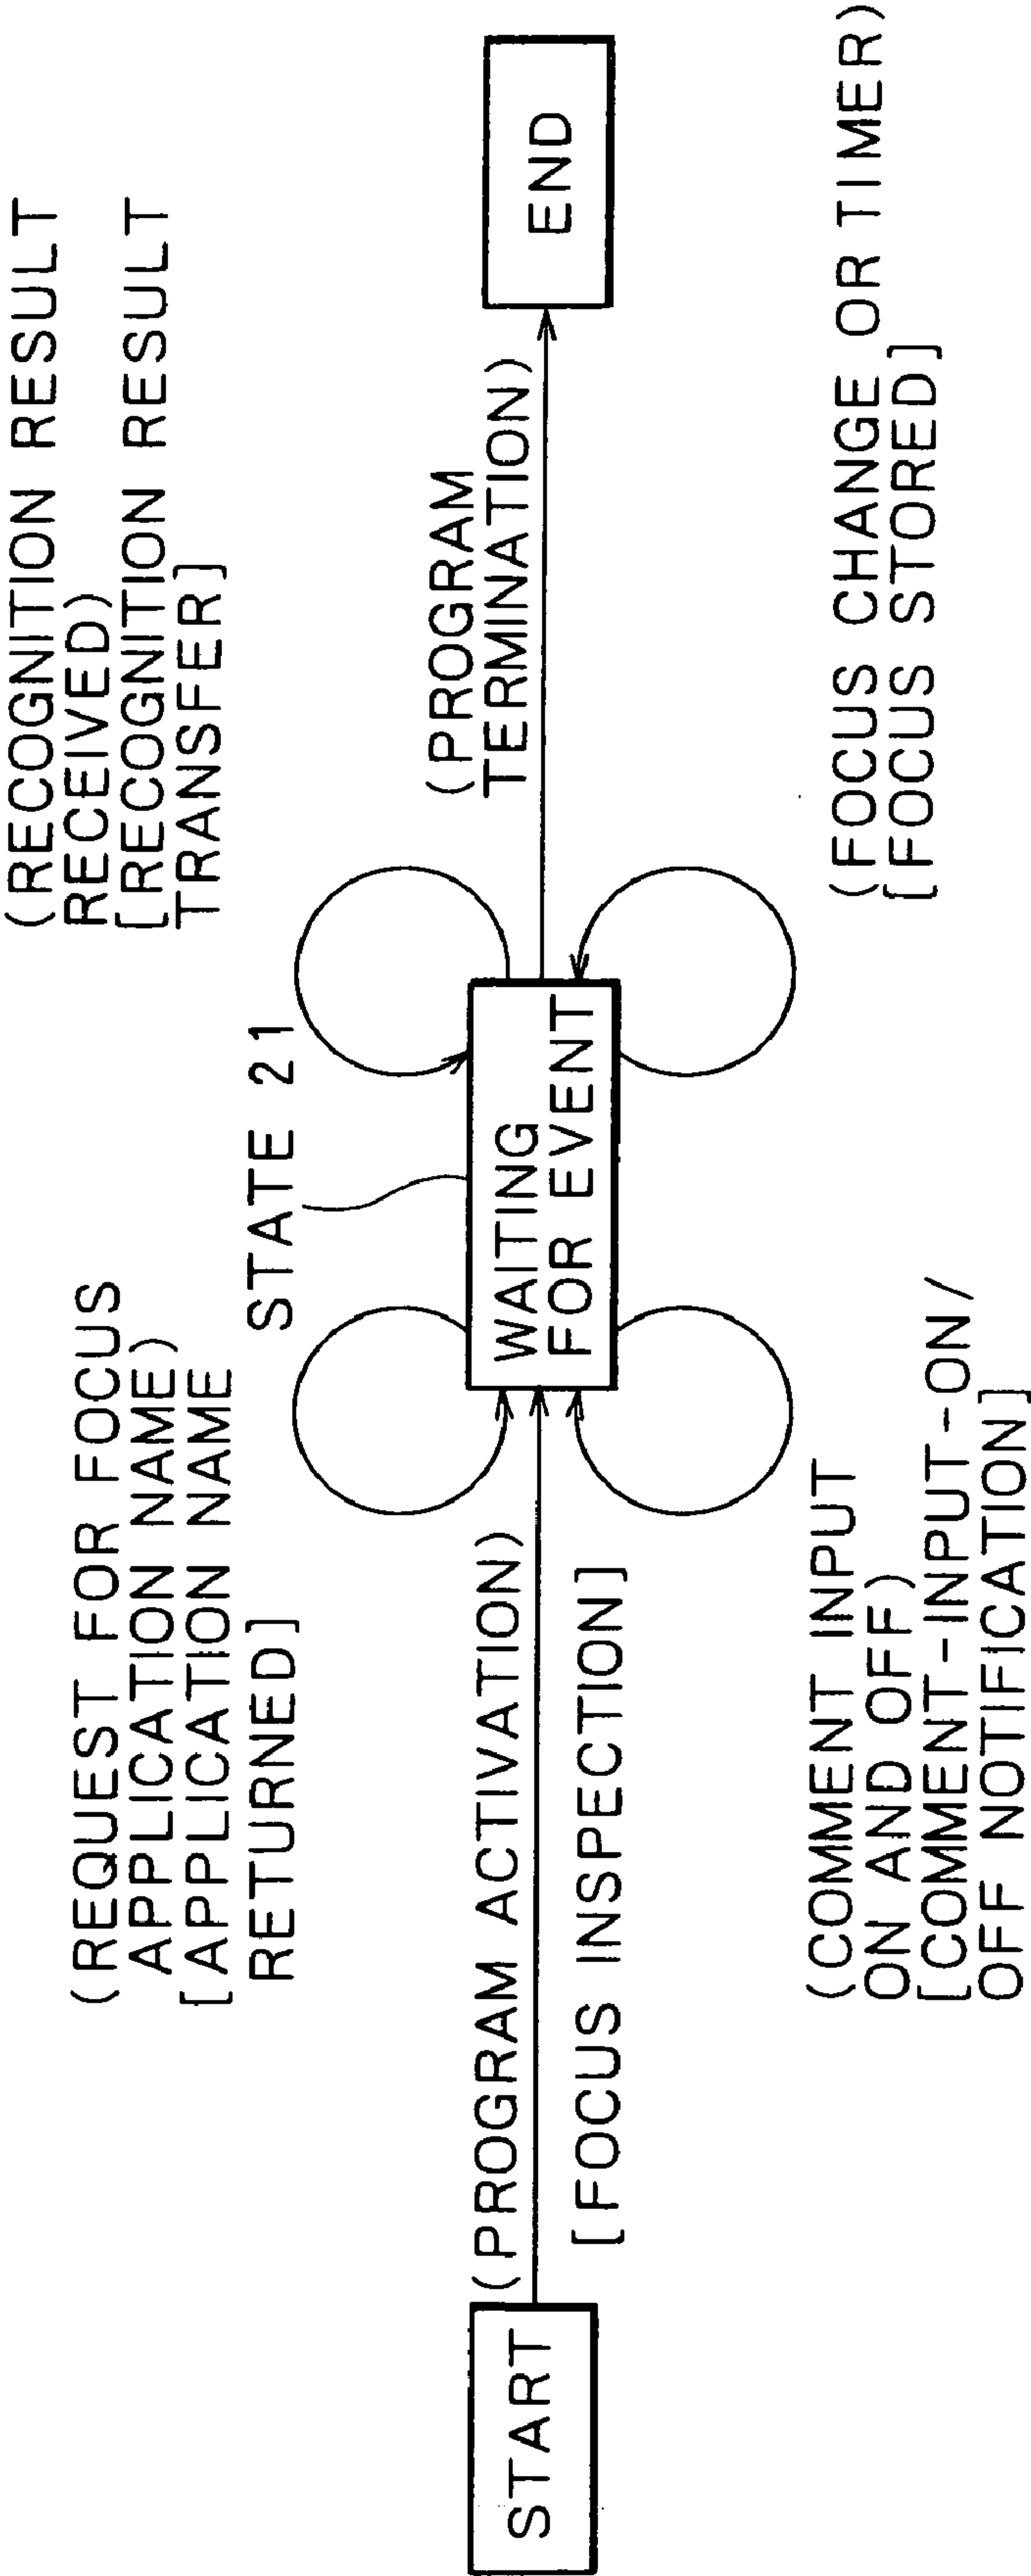 (REQUEST FOR FOCUS
APPLICATION NAME)
[APPLICATION NAME
RETURNED]
(RECOGNITION RESULT
RECEIVED)
[RECOGNITION RESULT
TRANSFER]
STATE 21
START
(PROGRAM ACTIVATION)
[FOCUS INSPECTION]
WAITING
FOR EVENT
(PROGRAM
TERMINATION)
END
(COMMENT INPUT
ON AND OFF)
[COMMENT-INPUT-ON/
OFF NOTIFICATION]
(FOCUS CHANGE OR TIMER)
[FOCUS STORED]